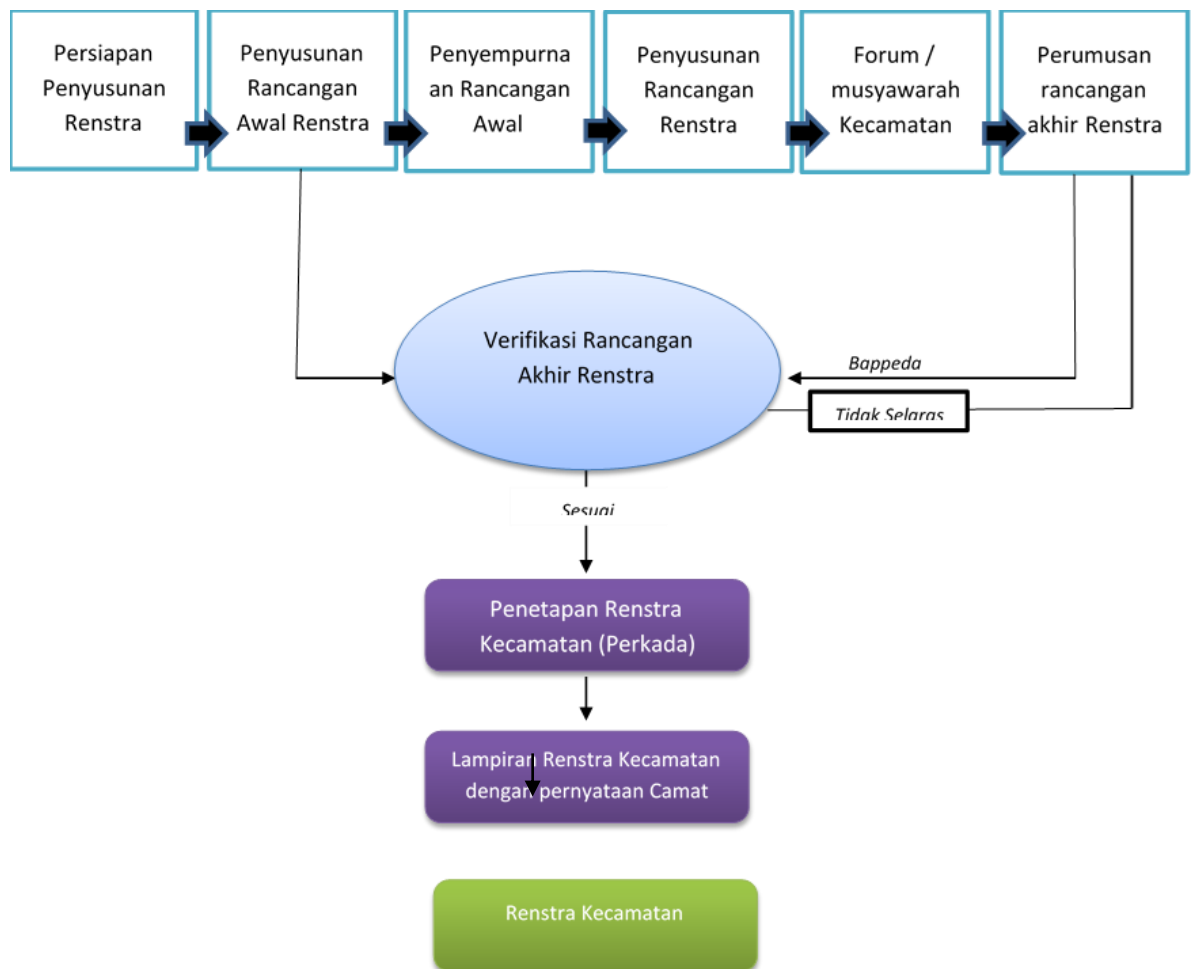 Persiapan
Penyusunan
Renstra
Penyusunan
Rancangan
Awal Renstra
Penyempurna
an Rancangan
Awal
Penyusunan
Rancangan
Renstra
Forum /
musyawarah
Kecamatan
Perumusan
rancangan
akhir Renstra
Verifikasi Rancangan
Akhir Renstra
Bappeda
Tidak Selaras
Sesuai
Penetapan Renstra
Kecamatan (Perkada)
Lampiran Renstra Kecamatan
dengan pernyataan Camat
Renstra Kecamatan